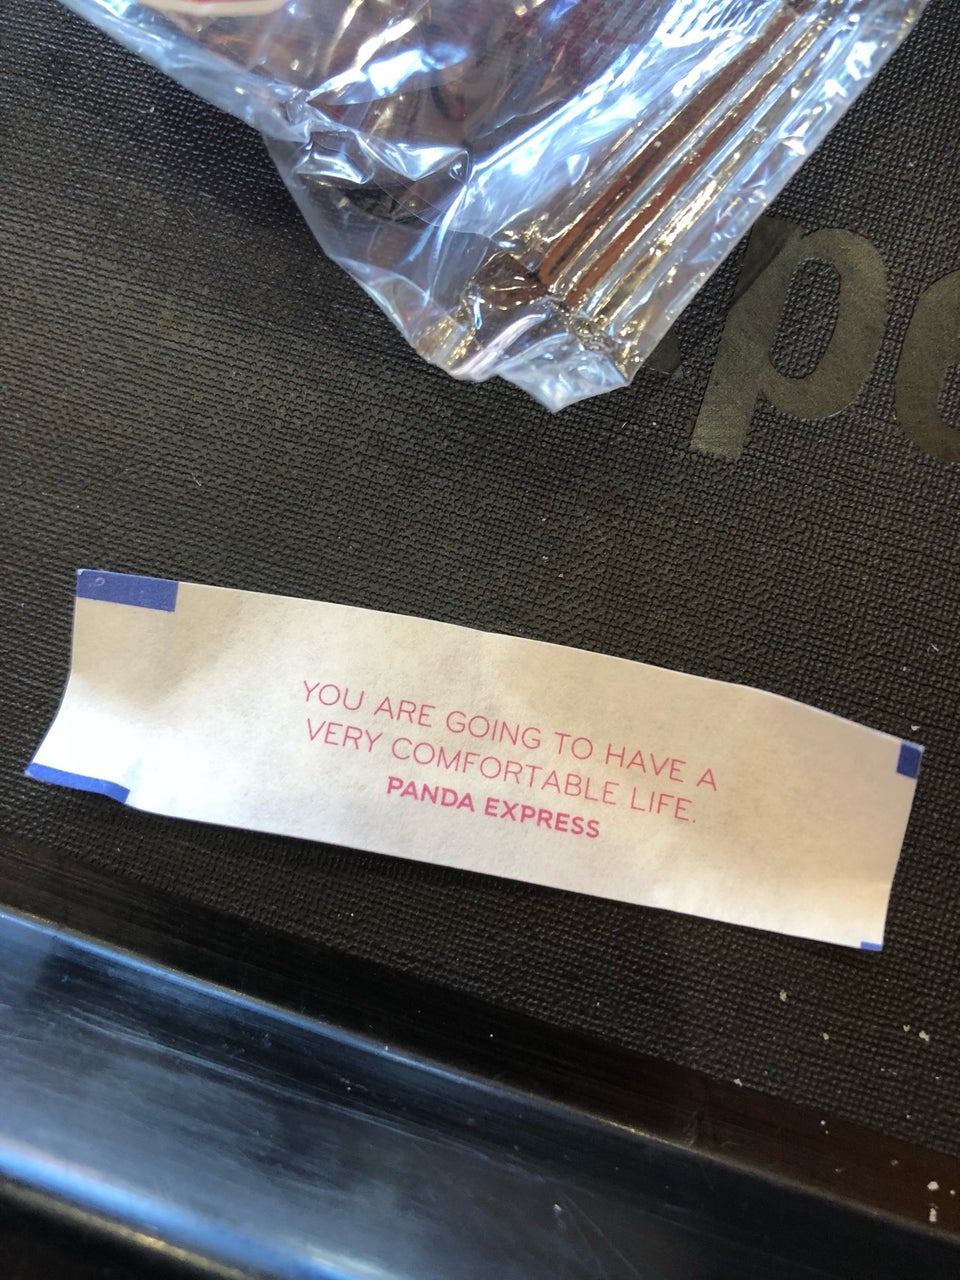 YOU ARE GOING TO HAVE A
VERY COMFORTABLE LIFE.
PANDA EXPRESS